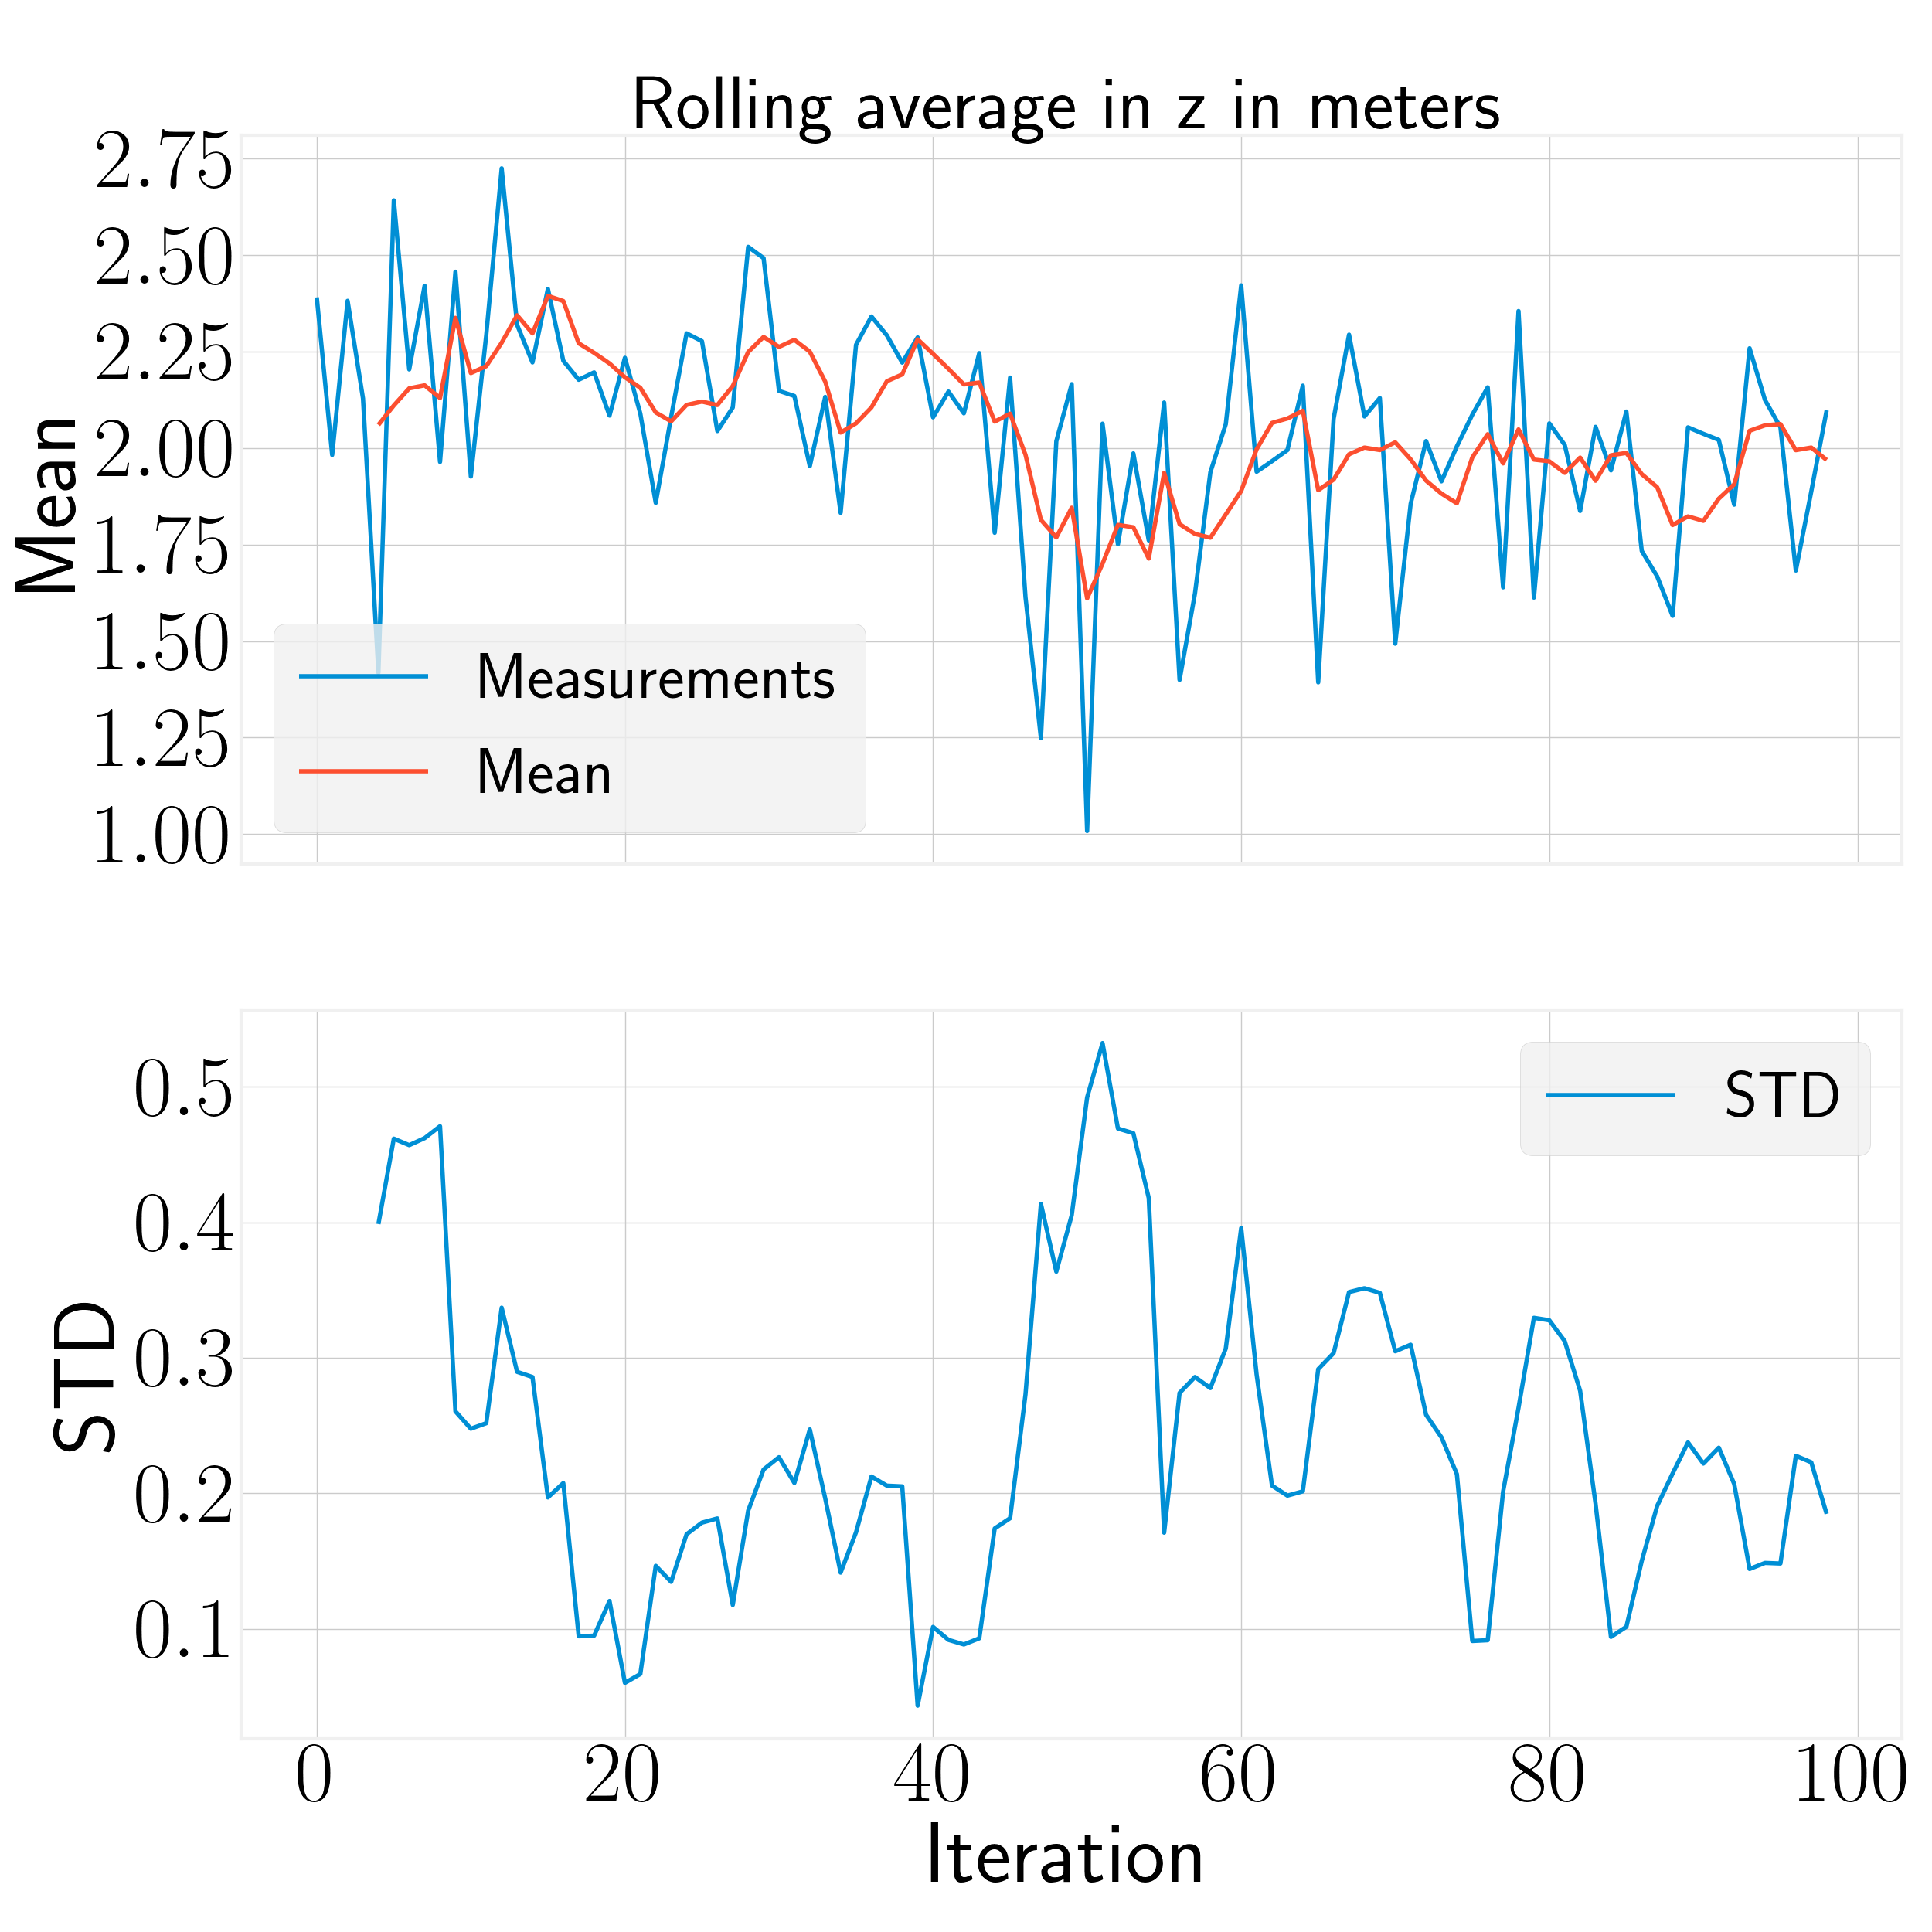 Rolling average in z in meters
2.75
2.50
2.25
2.00
1.75
1.50
1.25
1.00
Mean
Measurements
Mean
0.5
0.4
0.3
0.2
0.1
STD
STD
0 20 40 60 80 100
Iteration